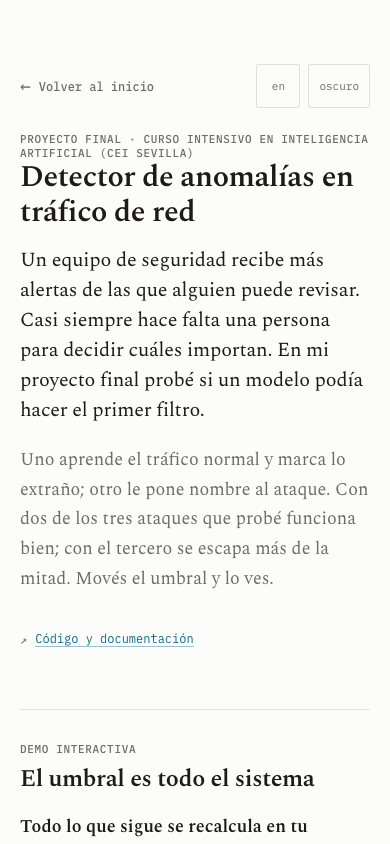 ← Volver al inicio
en
oscuro
PROYECTO FINAL · CURSO INTENSIVO EN INTELIGENCIA
ARTIFICIAL (CEI SEVILLA)
Detector de anomalías en
tráfico de red
Un equipo de seguridad recibe más
alertas de las que alguien puede revisar.
Casi siempre hace falta una persona
para decidir cuáles importan. En mi
proyecto final probé si un modelo podía
hacer el primer filtro.
Uno aprende el tráfico normal y marca lo
extraño; otro le pone nombre al ataque. Con
dos de los tres ataques que probé funciona
bien; con el tercero se escapa más de la
mitad. Movés el umbral y lo ves.
↗ Código y documentación
DEMO INTERACTIVA
El umbral es todo el sistema
Todo lo que sigue se recalcula en tu